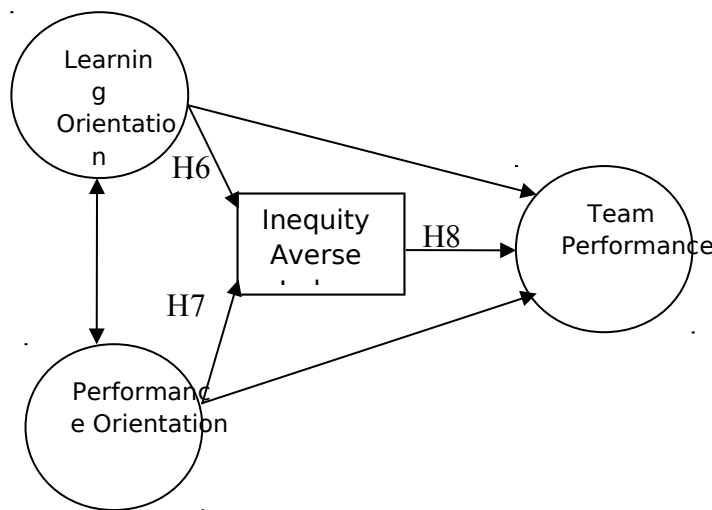 Learnin
g
Orientatio
n
H6
Inequity
Averse
H8
Team
Performance
H7
Performanc
e Orientation